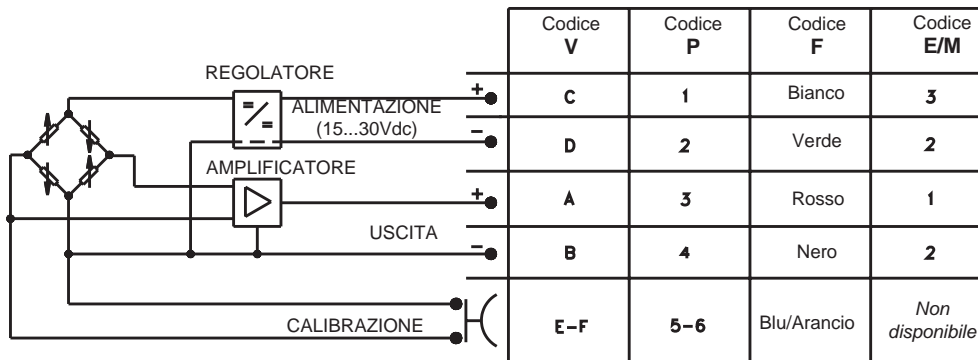 Codice Codice Codice Codice
V P F E/M
REGOLATORE
ALIMENTAZIONE
(15...30Vdc)
+ C 1 Bianco 3
− D 2 Verde 2
AMPLIFICATORE
+ A 3 Rosso 1
USCITA
− B 4 Nero 2
CALIBRAZIONE E-F 5-6 Blu/Arancio Non
disponibile